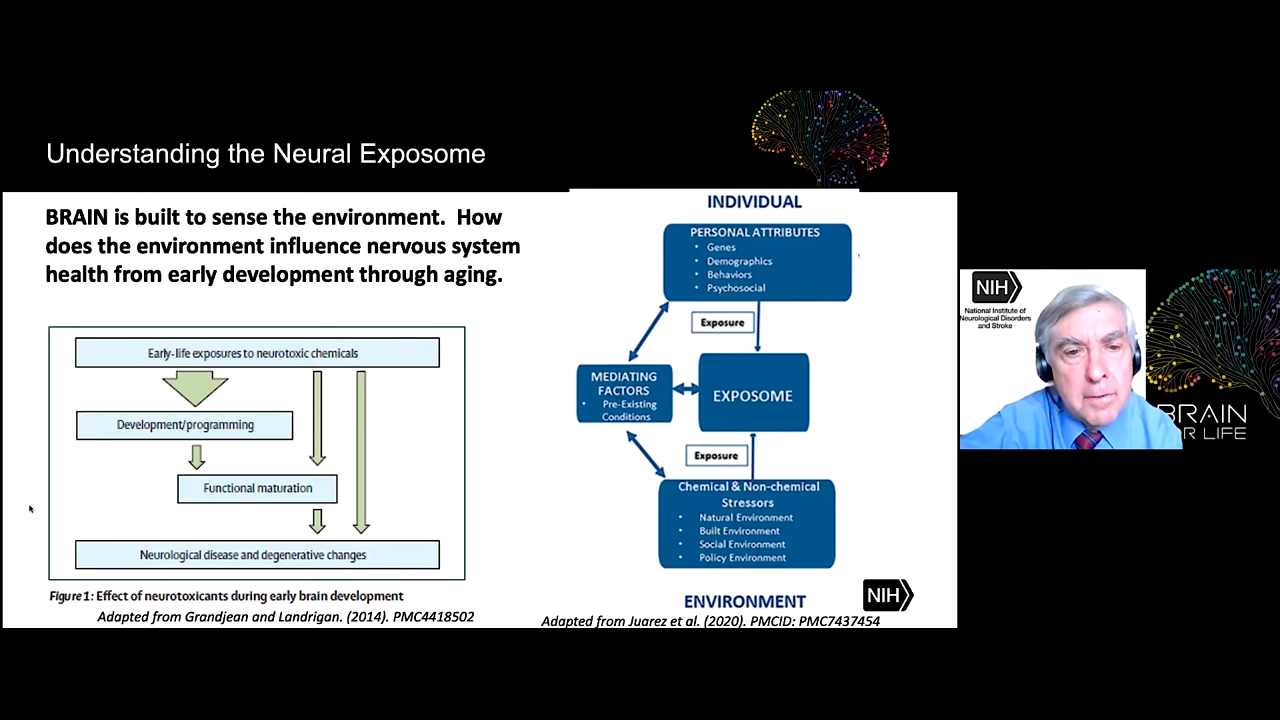 Understanding the Neural Exposome
BRAIN is built to sense the environment.  How
does the environment influence nervous system
health from early development through aging.
Early-life exposures to neurotoxic chemicals
Development/programming
Functional maturation
Neurological disease and degenerative changes
Figure 1: Effect of neurotoxicants during early brain development
Adapted from Grandjean and Landrigan. (2014). PMC4418502
INDIVIDUAL
PERSONAL ATTRIBUTES
• Genes
• Demographics
• Behaviors
• Psychosocial
Exposure
MEDIATING
FACTORS
• Pre-Existing
Conditions
EXPOSOME
Exposure
Chemical & Non-chemical
Stressors
• Natural Environment
• Built Environment
• Social Environment
• Policy Environment
ENVIRONMENT
NIH
Adapted from Juarez et al. (2020). PMCID: PMC7437454
NIH
National Institute of
Neurological Disorders
and Stroke
BRAIN
LIFE